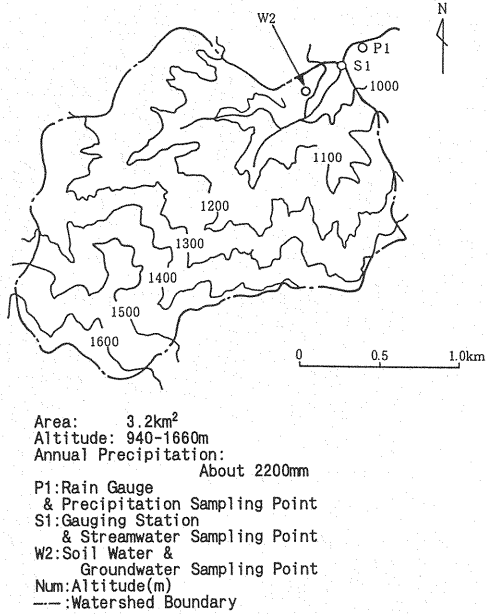 N
W2
P1
S1
1000
1100
1200
1300
1400
1500
1600
0 0.5 1.0km
Area: 3.2km²
Altitude: 940-1660m
Annual Precipitation:
About 2200mm
P1:Rain Gauge
& Precipitation Sampling Point
S1:Gauging Station
& Streamwater Sampling Point
W2:Soil Water &
Groundwater Sampling Point
Num:Altitude(m)
—·—:Watershed Boundary